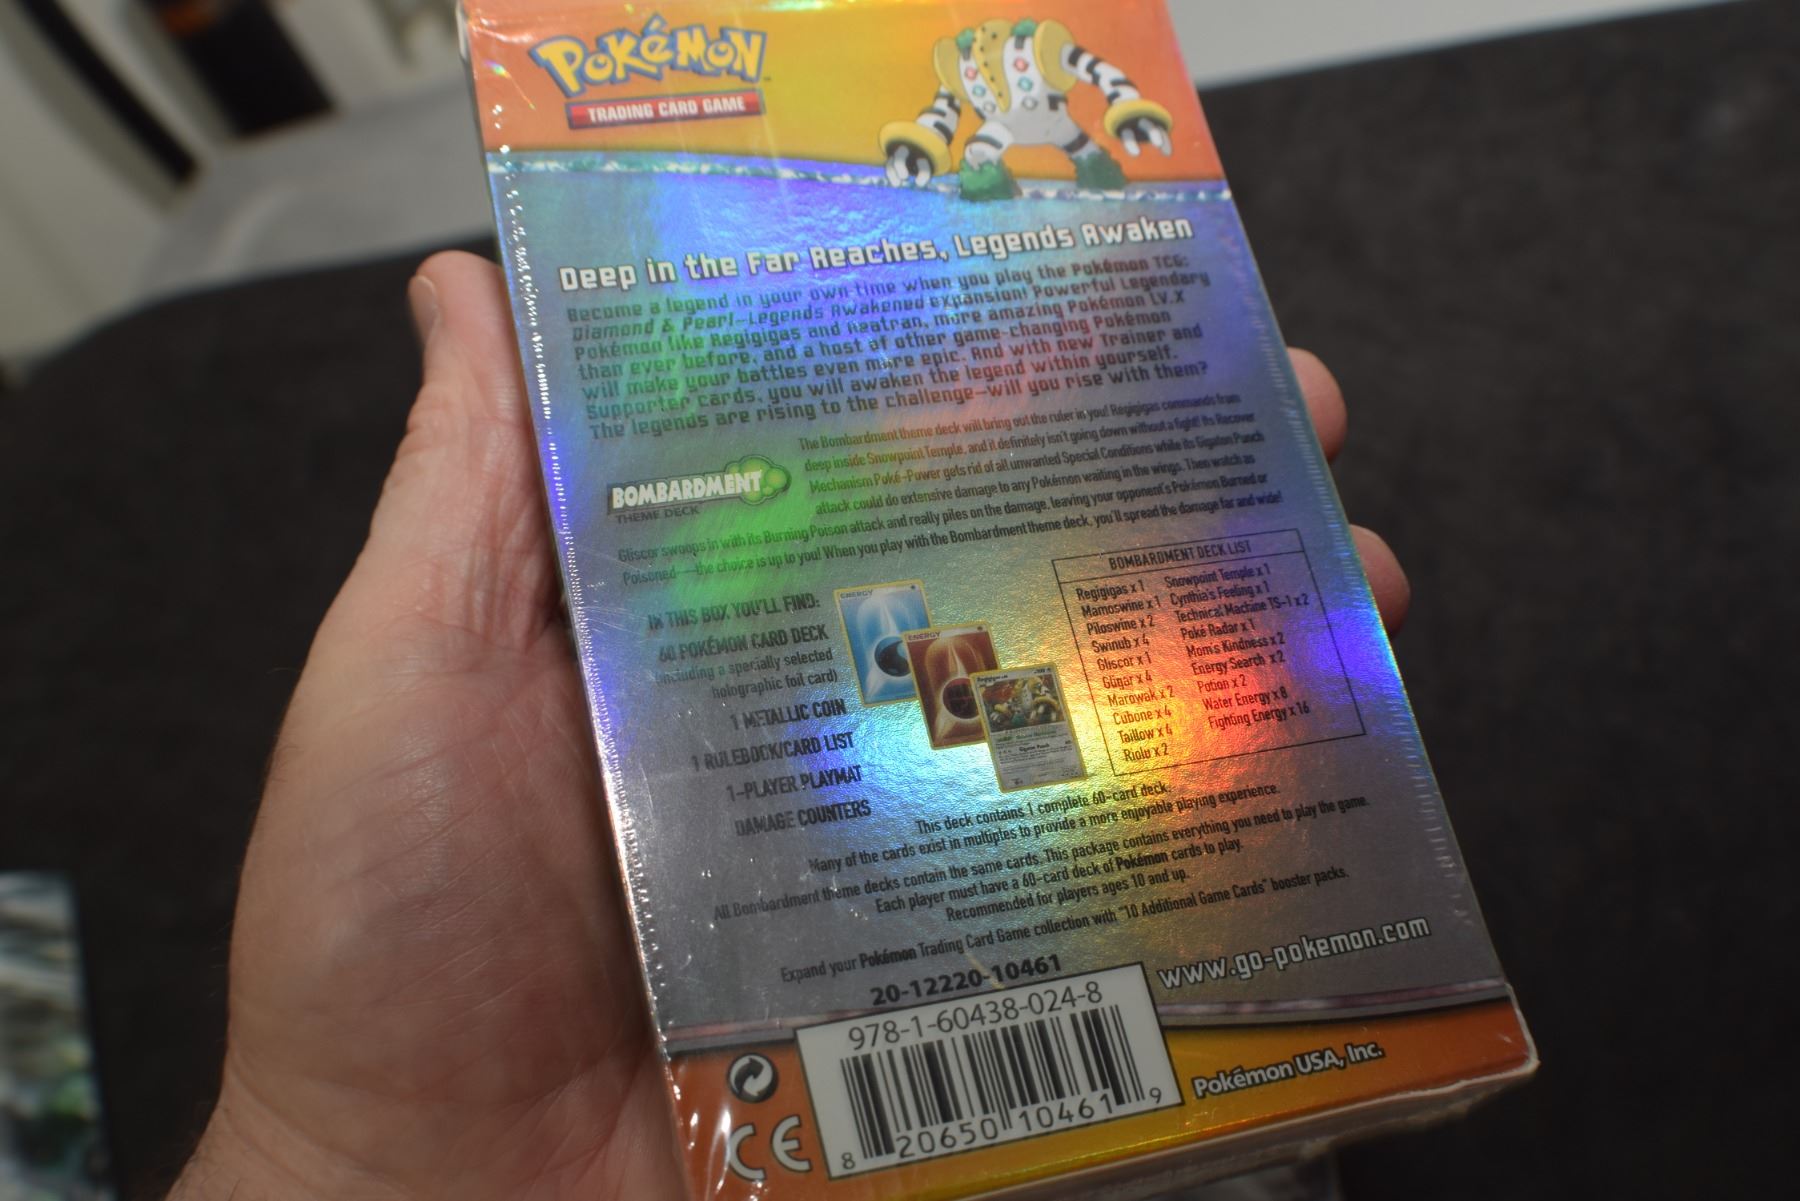 POKéMON
TRADING CARD GAME
Deep in the Far Reaches, Legends Awaken
Become a legend in your own time when you play the Pokémon TCG:
Diamond & Pearl—Legends Awakened expansion! Powerful Legendary
Pokémon like Regigigas and Heatran, more amazing Pokémon LV.X
than ever before, and a host of other game-changing Pokémon
will make your battles even more epic. And with new Trainer and
Supporter cards, you will awaken the legend within yourself.
The legends are rising to the challenge—will you rise with them?
BOMBARDMENT
THEME DECK
The Bombardment theme deck will bring out the ruler in you! Regigigas commands from
deep inside Snowpoint Temple, and it definitely isn't going down without a fight! Its Recover
Mechanism Poké-Power gets rid of all unwanted Special Conditions while its Gigaton Punch
attack could do extensive damage to any Pokémon waiting in the wings. Then watch as
Gliscor swoops in with its Burning Poison attack and really piles on the damage, leaving your opponent's Pokémon Burned or
Poisoned—the choice is up to you! When you play with the Bombardment theme deck, you'll spread the damage far and wide!
IN THIS BOX YOU'LL FIND:
60 POKÉMON CARD DECK
(including a specially selected
holographic foil card)
1 METALLIC COIN
1 RULEBOOK/CARD LIST
1-PLAYER PLAYMAT
DAMAGE COUNTERS
ENERGY
ENERGY
Regigigas
Gigaton Punch
BOMBARDMENT DECK LIST
Regigigas x 1
Mamoswine x 1
Piloswine x 2
Swinub x 4
Gliscor x 1
Gligar x 4
Marowak x 2
Cubone x 4
Taillow x 4
Riolu x 2
Snowpoint Temple x 1
Cynthia's Feeling x 1
Technical Machine TS-1 x 2
Poké Radar x 1
Mom's Kindness x 2
Energy Search x 2
Potion x 2
Water Energy x 8
Fighting Energy x 16
This deck contains 1 complete 60-card deck.
Many of the cards exist in multiples to provide a more enjoyable playing experience.
All Bombardment theme decks contain the same cards. This package contains everything you need to play the game.
Each player must have a 60-card deck of Pokémon cards to play.
Recommended for players ages 10 and up.
Expand your Pokémon Trading Card Game collection with "10 Additional Game Cards" booster packs.
20-12220-10461
www.go-pokemon.com
978-1-60438-024-8
8 20650 10461 9
CE
Pokémon USA, Inc.